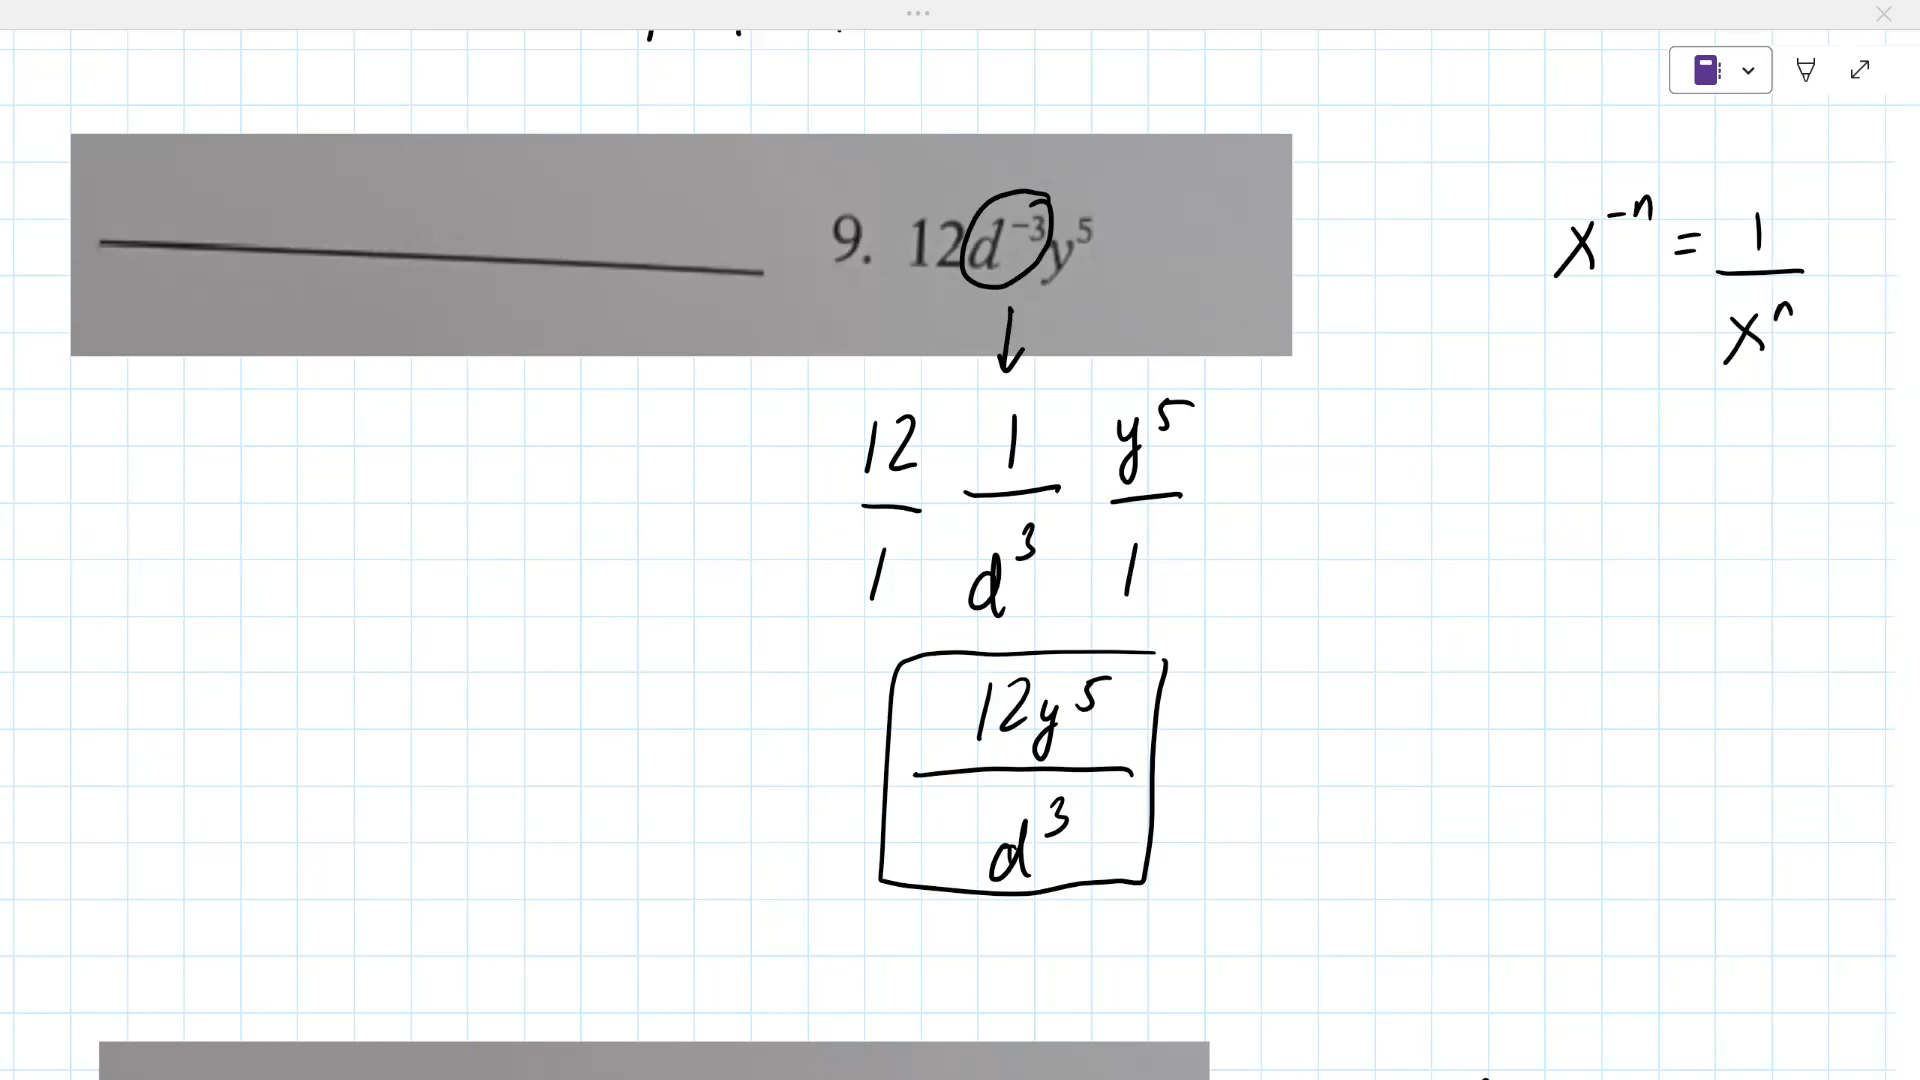 9. 12d⁻³y⁵
x⁻ⁿ = 1/xⁿ
12/1 1/d³ y⁵/1
12y⁵/d³